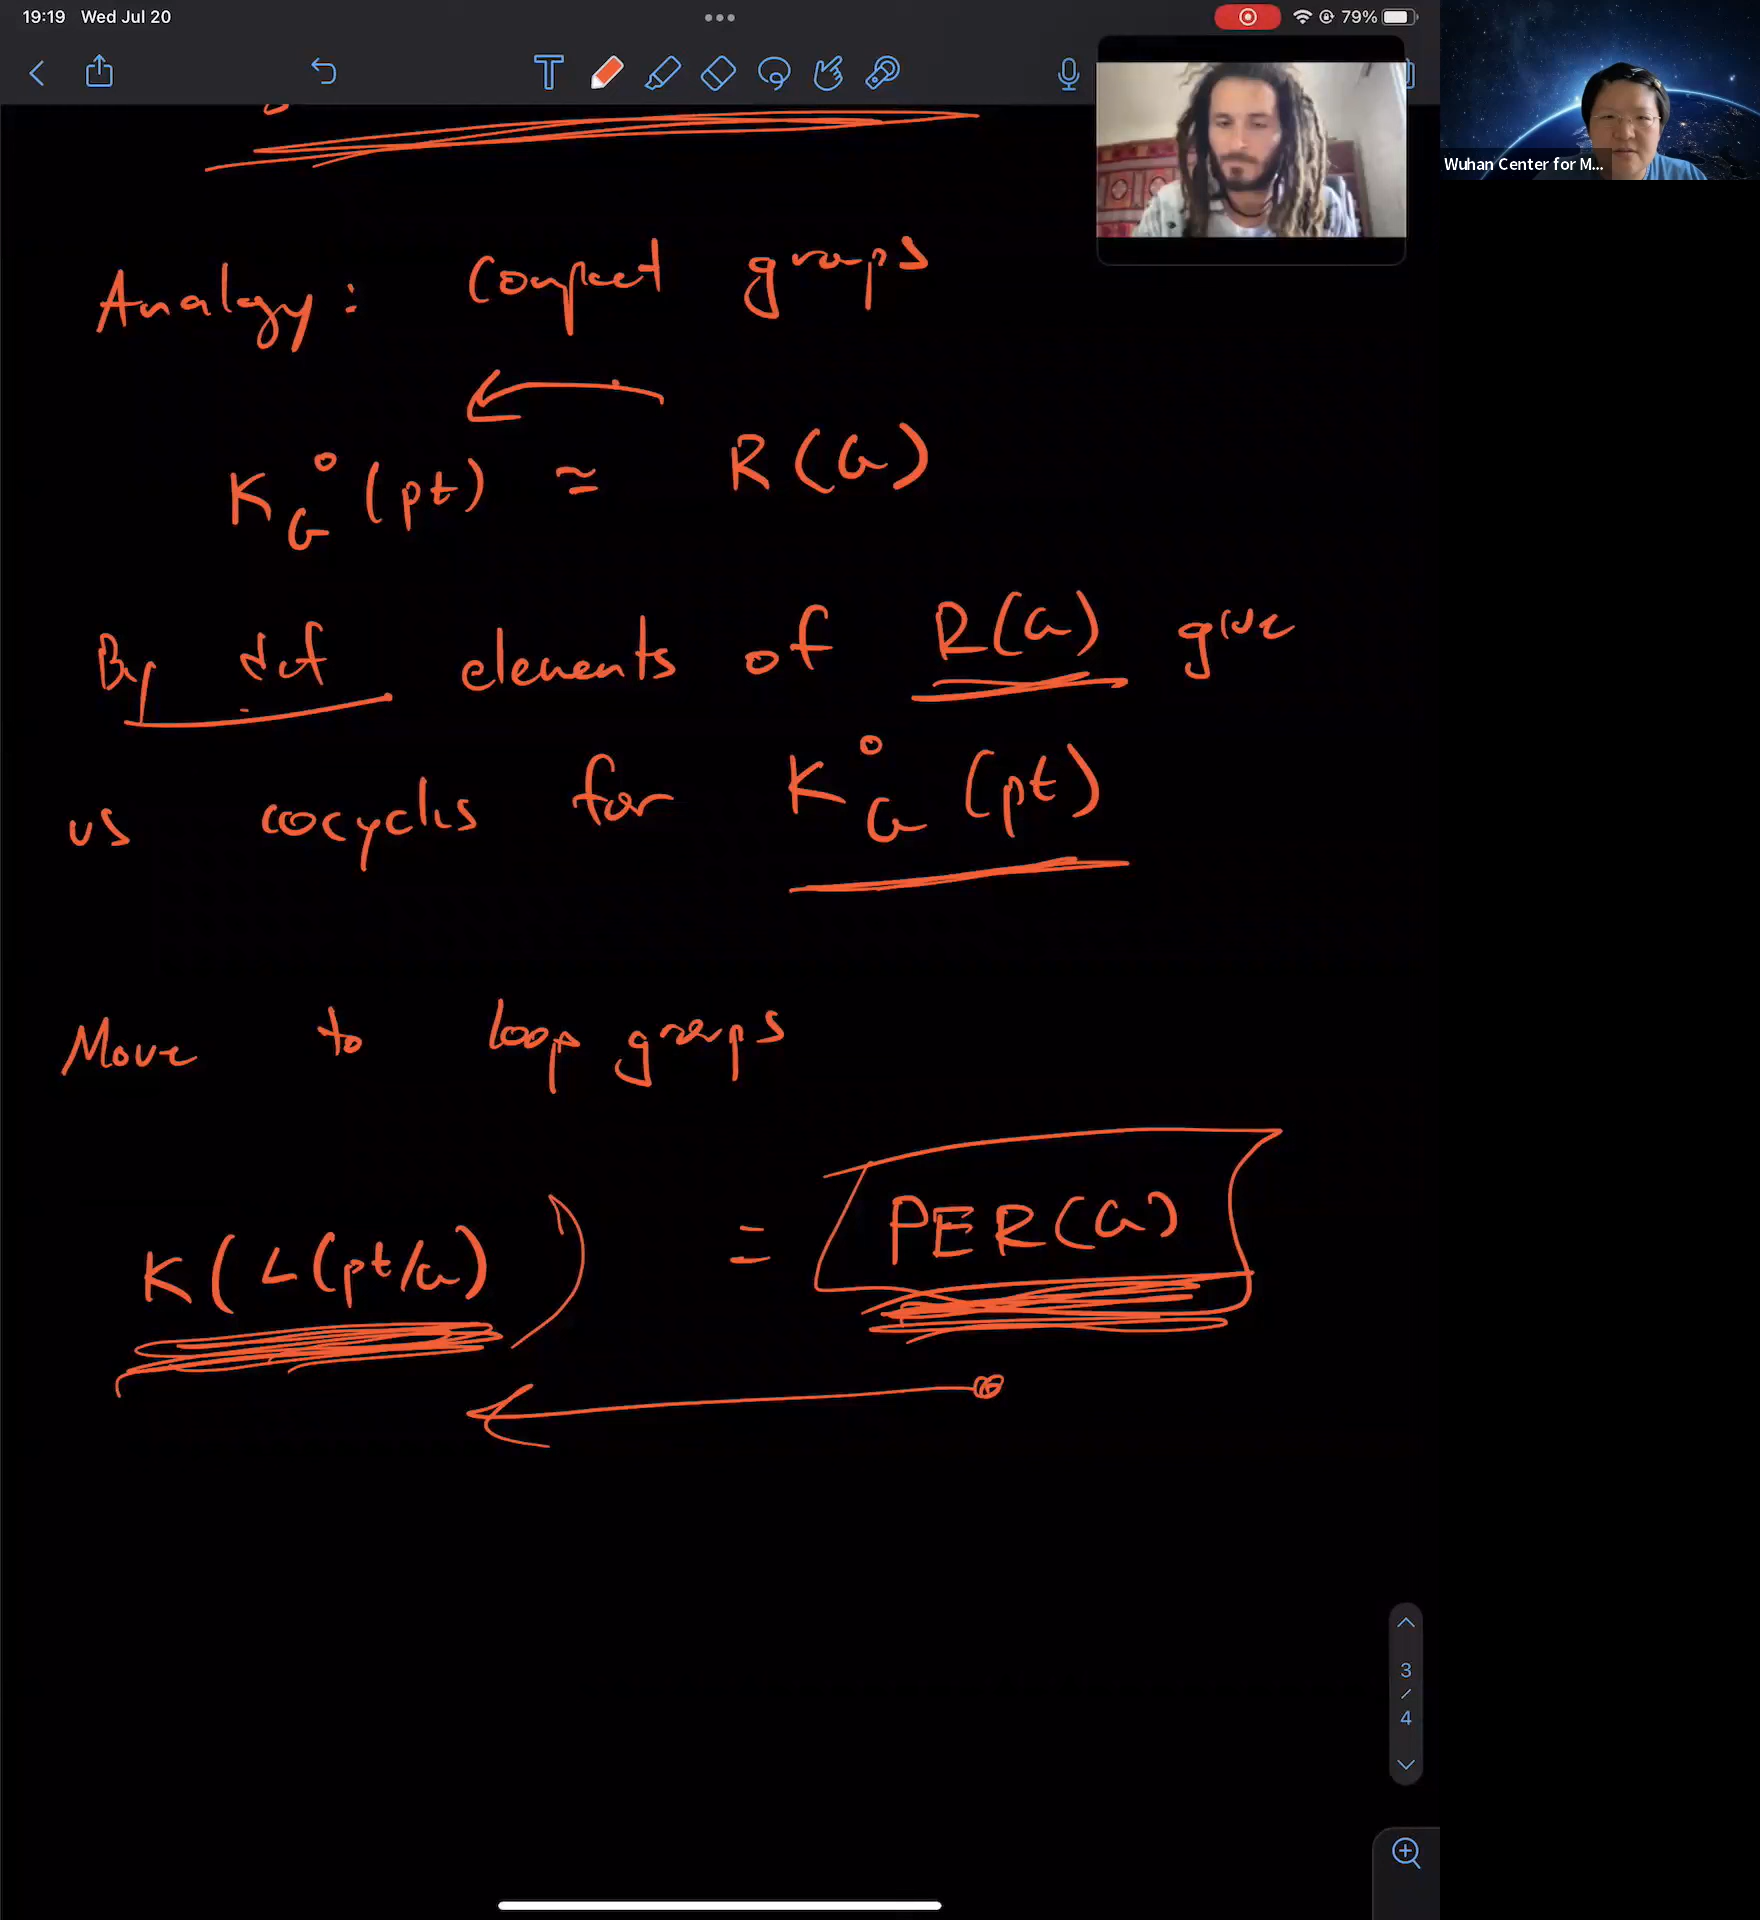 19:19 Wed Jul 20
79%
Wuhan Center for M...
Analogy: Compact groups
K_G^0 (pt) ≃ R(G)
By def elements of R(G) give
us cocycles for K_G^0 (pt)
Move to loop groups
K(L(pt/G)) = PER(G)
3
/
4